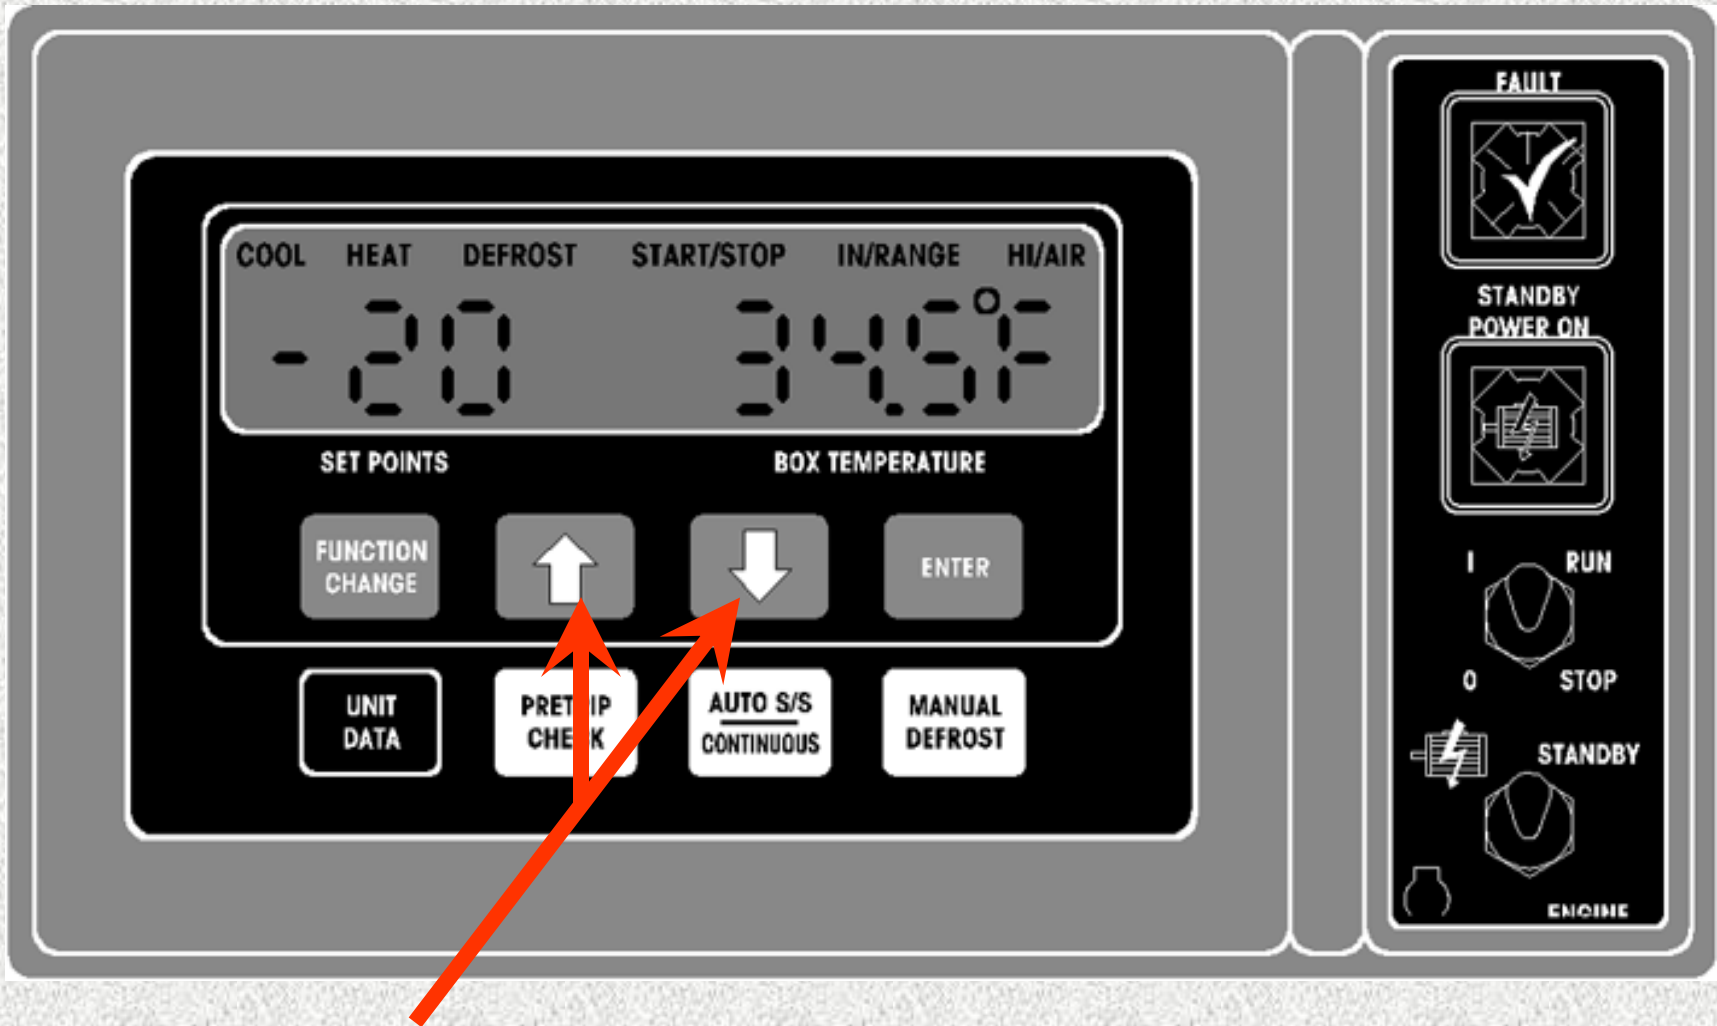 COOL HEAT DEFROST START/STOP IN/RANGE HI/AIR
-20 34.5°F
SET POINTS BOX TEMPERATURE
FUNCTION
CHANGE
ENTER
UNIT
DATA
PRETRIP
CHECK
AUTO S/S
CONTINUOUS
MANUAL
DEFROST
FAULT
STANDBY
POWER ON
I RUN
O STOP
STANDBY
ENGINE